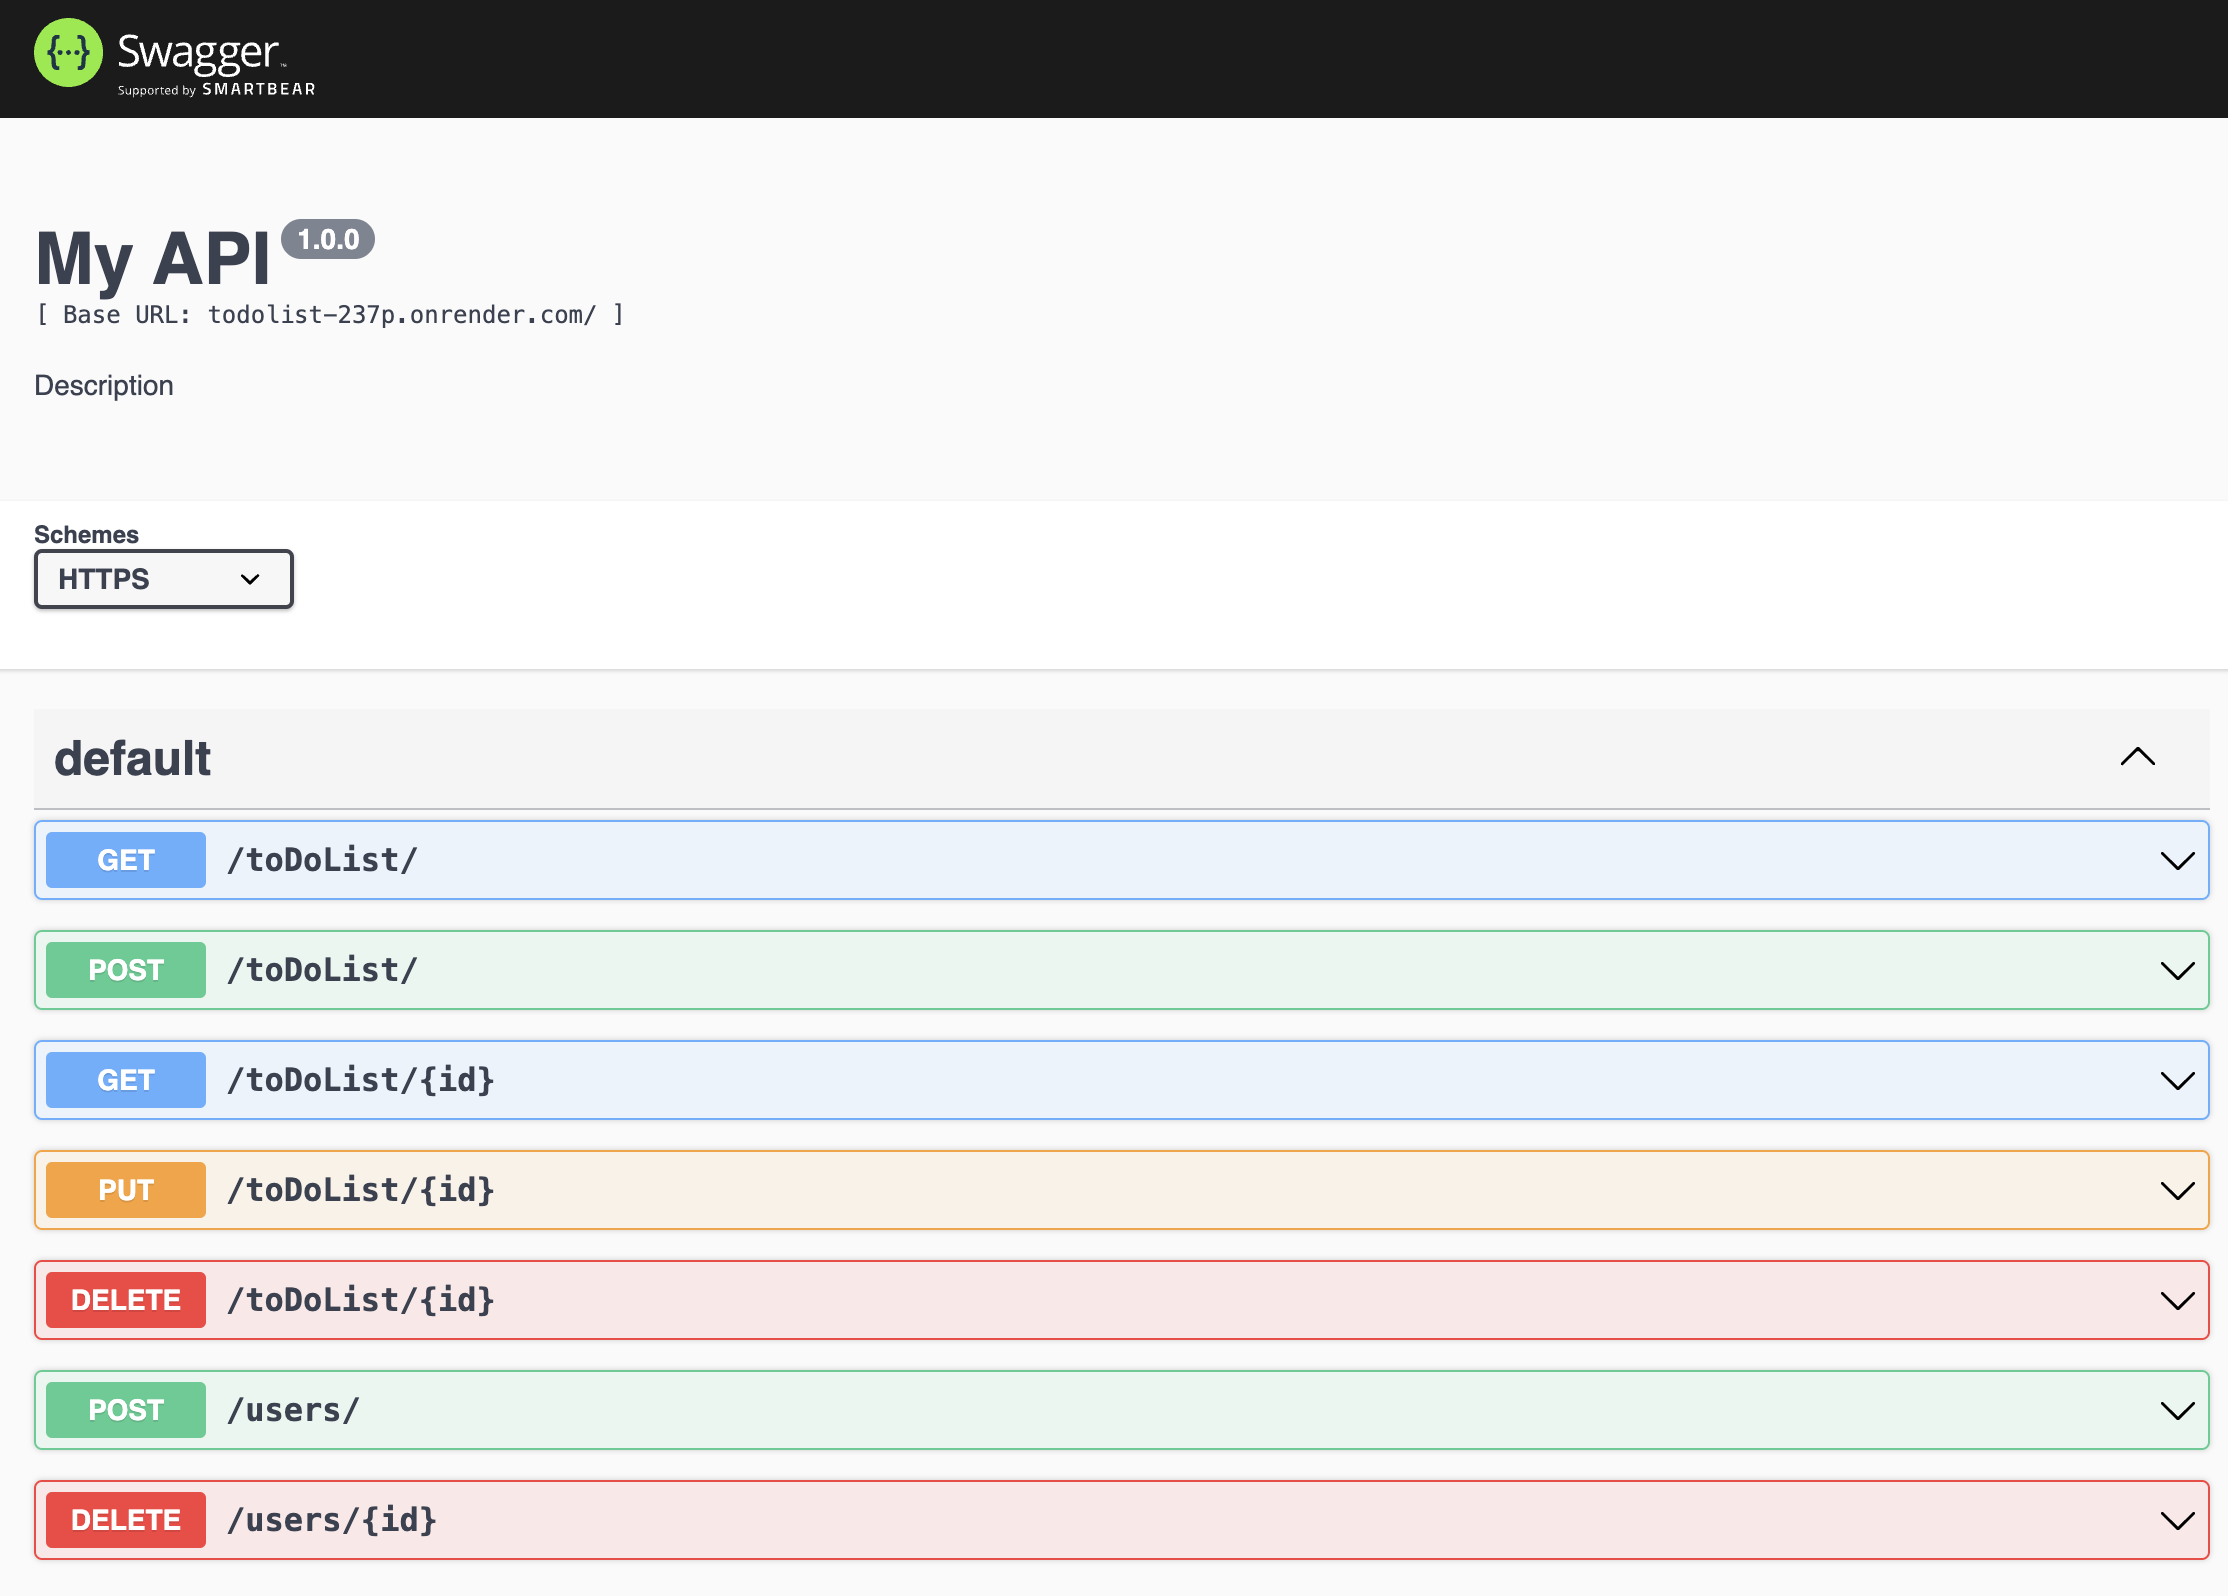 {...} Swagger™
Supported by SMARTBEAR
My API 1.0.0
[ Base URL: todolist-237p.onrender.com/ ]
Description
Schemes
HTTPS
default
GET /toDoList/
POST /toDoList/
GET /toDoList/{id}
PUT /toDoList/{id}
DELETE /toDoList/{id}
POST /users/
DELETE /users/{id}